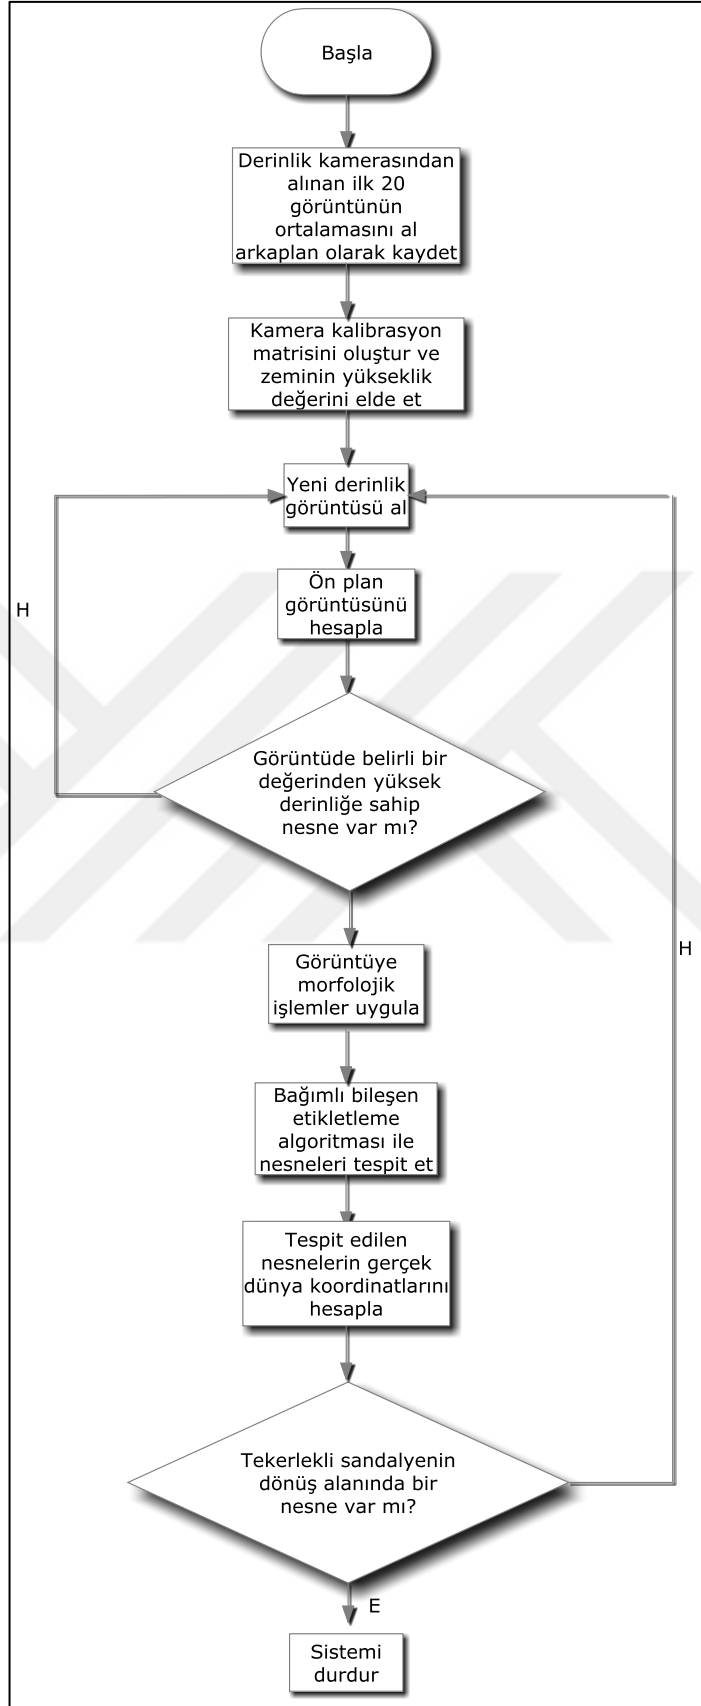 Başla
Derinlik kamerasından
alınan ilk 20
görüntünün
ortalamasını al
arkaplan olarak kaydet
Kamera kalibrasyon
matrisini oluştur ve
zeminin yükseklik
değerini elde et
Yeni derinlik
görüntüsü al
Ön plan
görüntüsünü
hesapla
H
Görüntüde belirli bir
değerinden yüksek
derinliğe sahip
nesne var mı?
Görüntüye
morfolojik
işlemler uygula
H
Bağımlı bileşen
etikletleme
algoritması ile
nesneleri tespit et
Tespit edilen
nesnelerin gerçek
dünya koordinatlarını
hesapla
Tekerlekli sandalyenin
dönüş alanında bir
nesne var mı?
E
Sistemi
durdur